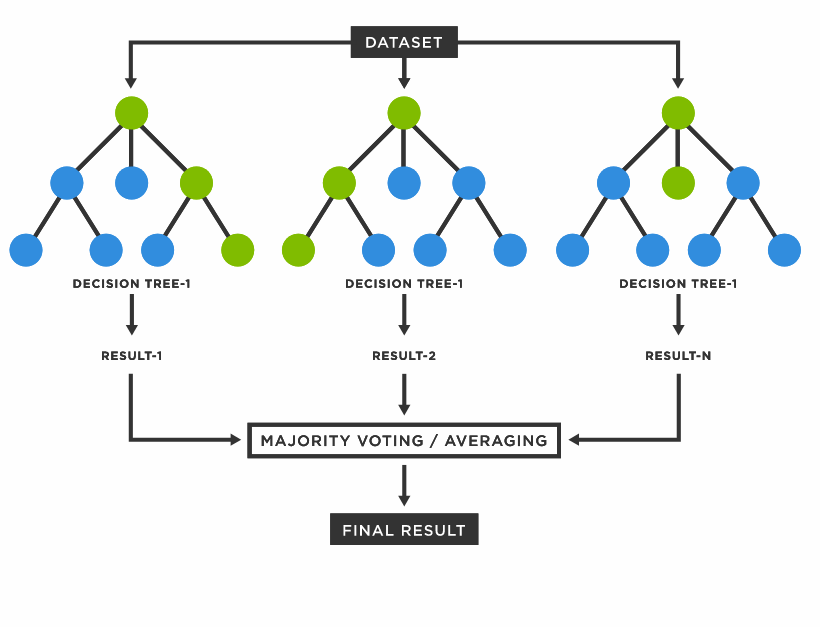 DATASET
DECISION TREE-1
DECISION TREE-1
DECISION TREE-1
RESULT-1
RESULT-2
RESULT-N
MAJORITY VOTING / AVERAGING
FINAL RESULT